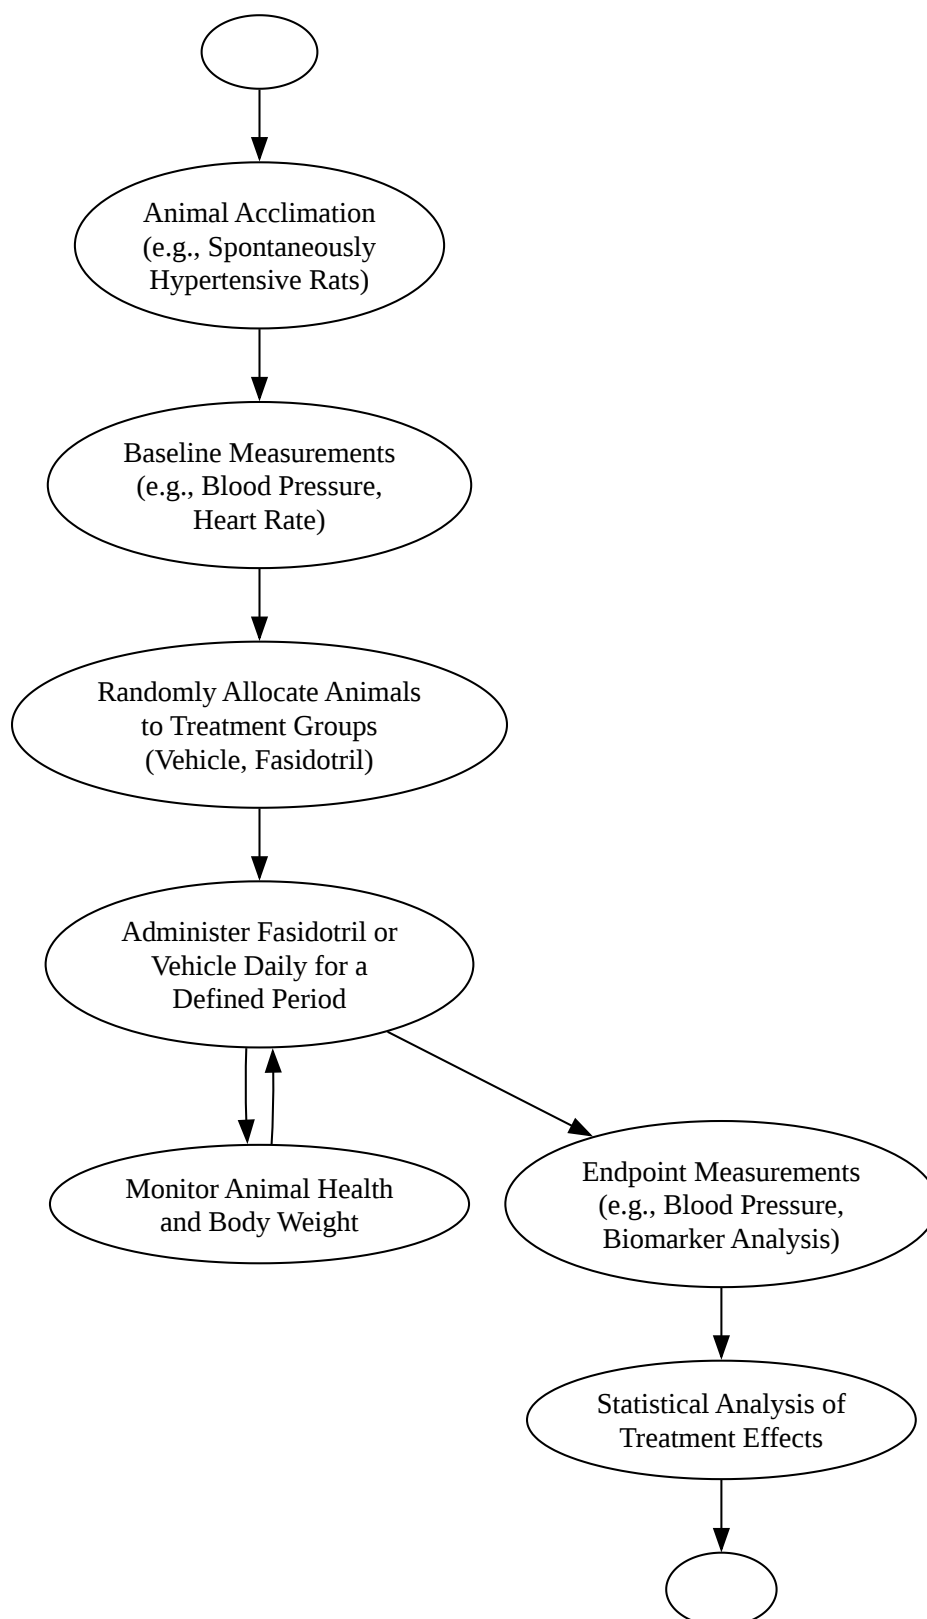 Animal Acclimation
(e.g., Spontaneously
Hypertensive Rats)
Baseline Measurements
(e.g., Blood Pressure,
Heart Rate)
Randomly Allocate Animals
to Treatment Groups
(Vehicle, Fasidotril)
Administer Fasidotril or
Vehicle Daily for a
Defined Period
Monitor Animal Health
and Body Weight
Endpoint Measurements
(e.g., Blood Pressure,
Biomarker Analysis)
Statistical Analysis of
Treatment Effects